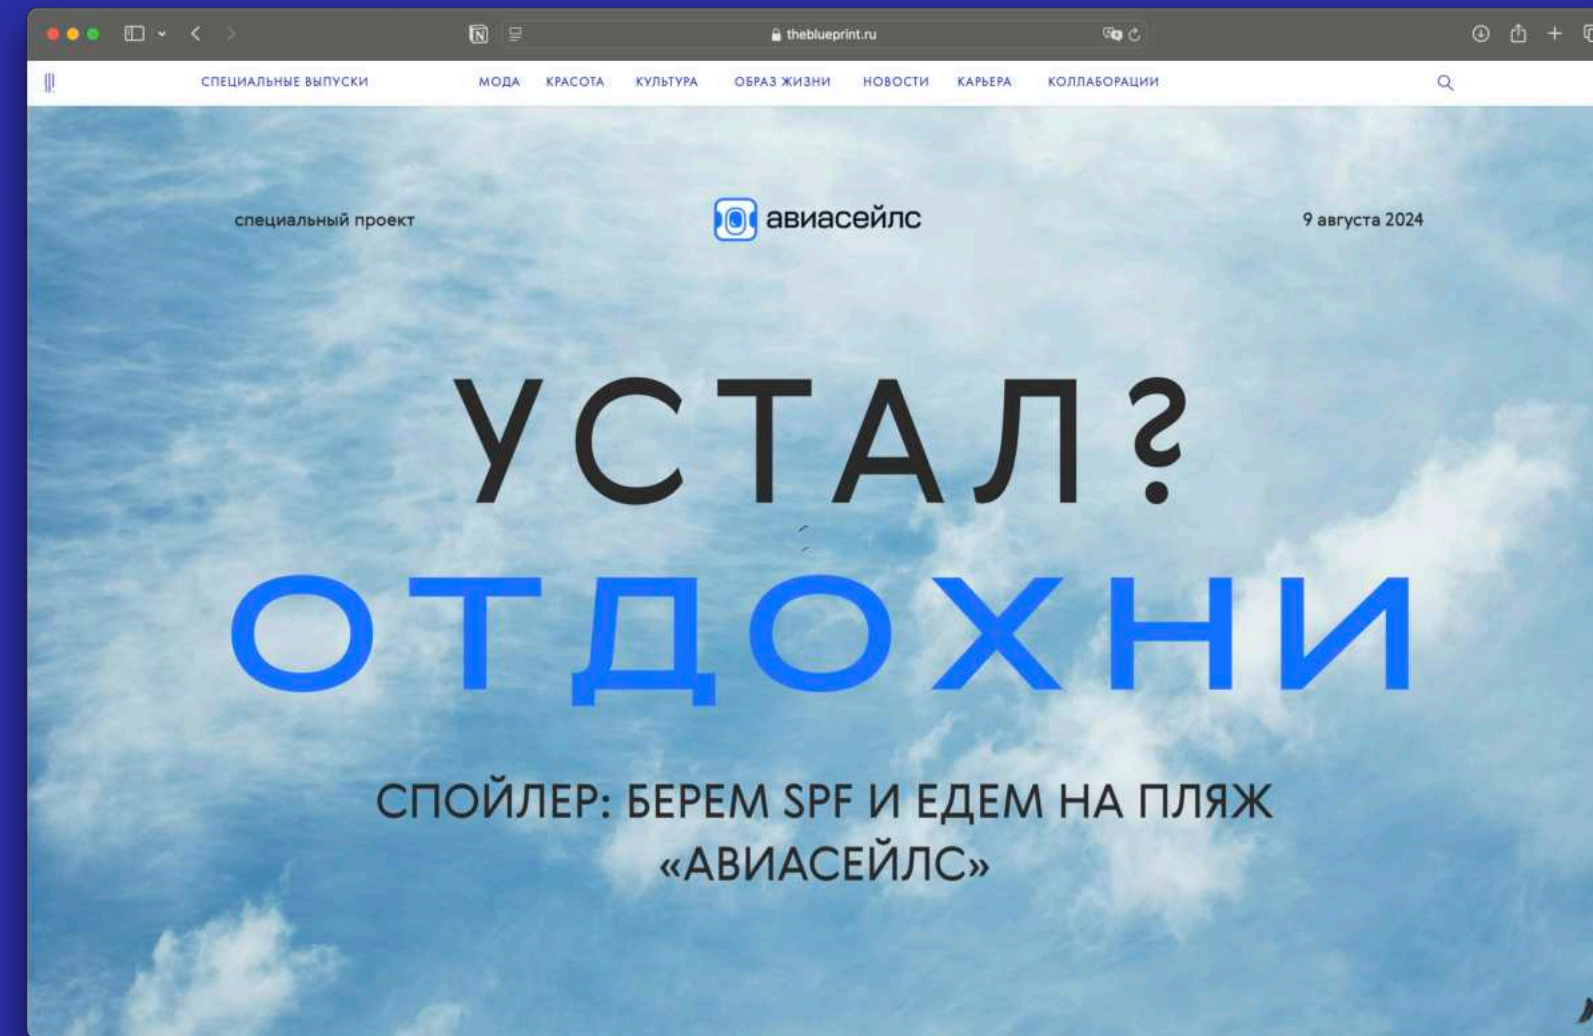 theblueprint.ru
СПЕЦИАЛЬНЫЕ ВЫПУСКИ МОДА КРАСОТА КУЛЬТУРА ОБРАЗ ЖИЗНИ НОВОСТИ КАРЬЕРА КОЛЛАБОРАЦИИ
специальный проект авиасейлс 9 августа 2024
УСТАЛ?
ОТДОХНИ
СПОЙЛЕР: БЕРЕМ SPF И ЕДЕМ НА ПЛЯЖ
«АВИАСЕЙЛС»